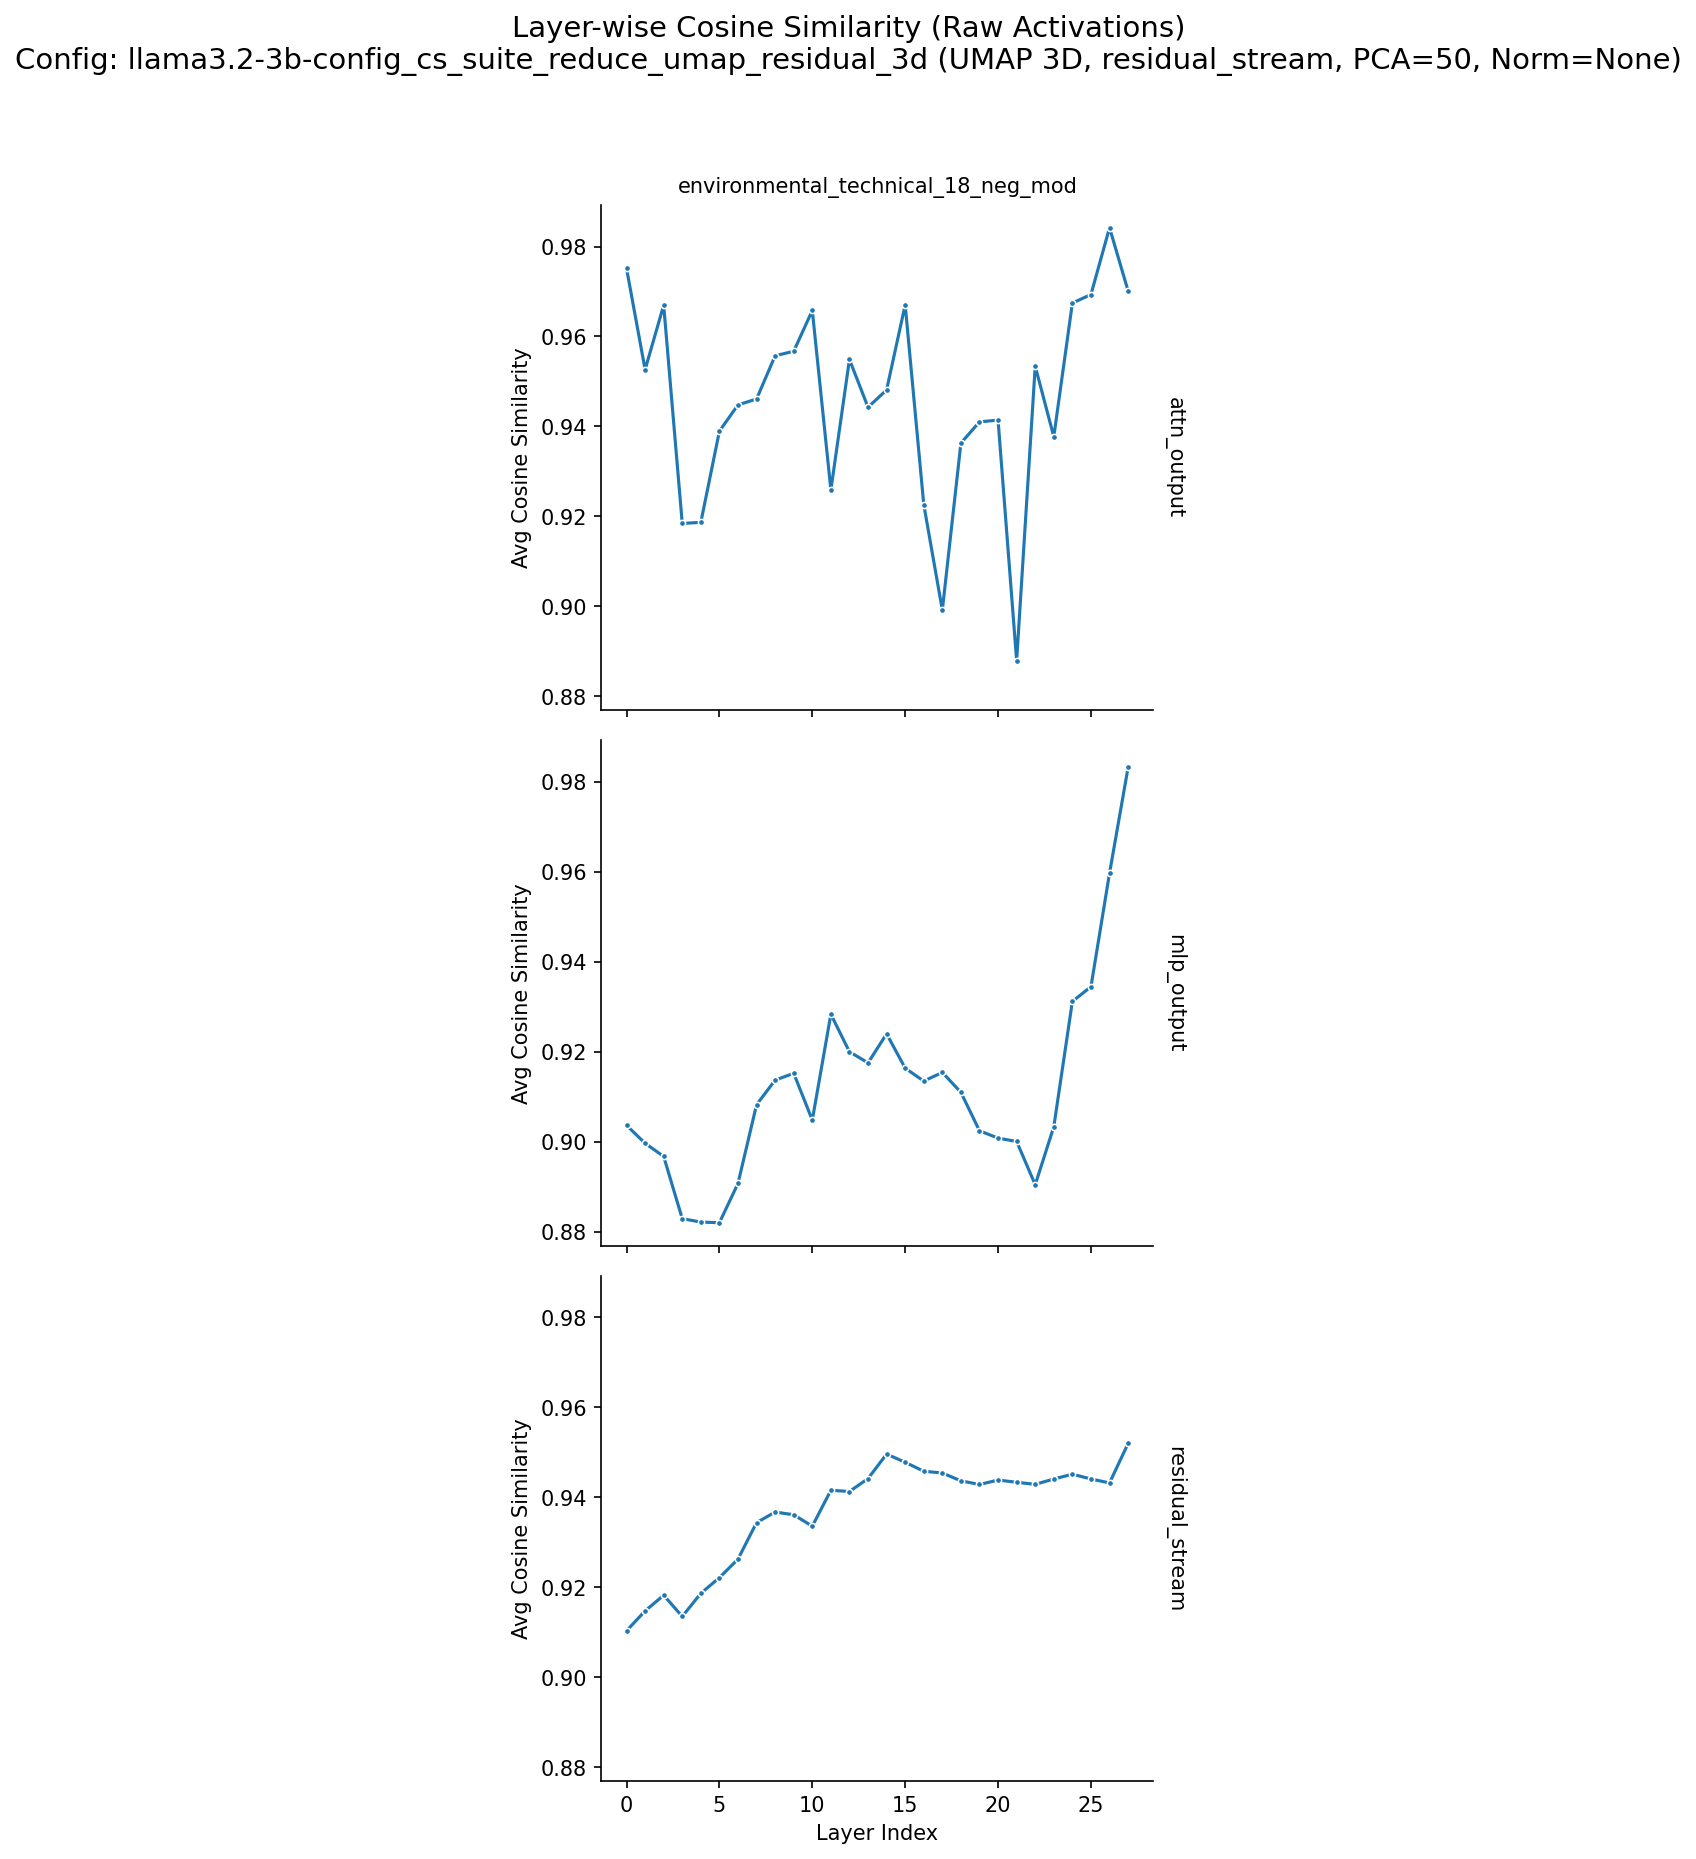 Layer-wise Cosine Similarity (Raw Activations)
Config: llama3.2-3b-config_cs_suite_reduce_umap_residual_3d (UMAP 3D, residual_stream, PCA=50, Norm=None)
environmental_technical_18_neg_mod
0.98
0.96
0.94
0.92
0.90
0.88
Avg Cosine Similarity
attn_output
0.98
0.96
0.94
0.92
0.90
0.88
Avg Cosine Similarity
mlp_output
0.98
0.96
0.94
0.92
0.90
0.88
Avg Cosine Similarity
residual_stream
0 5 10 15 20 25
Layer Index